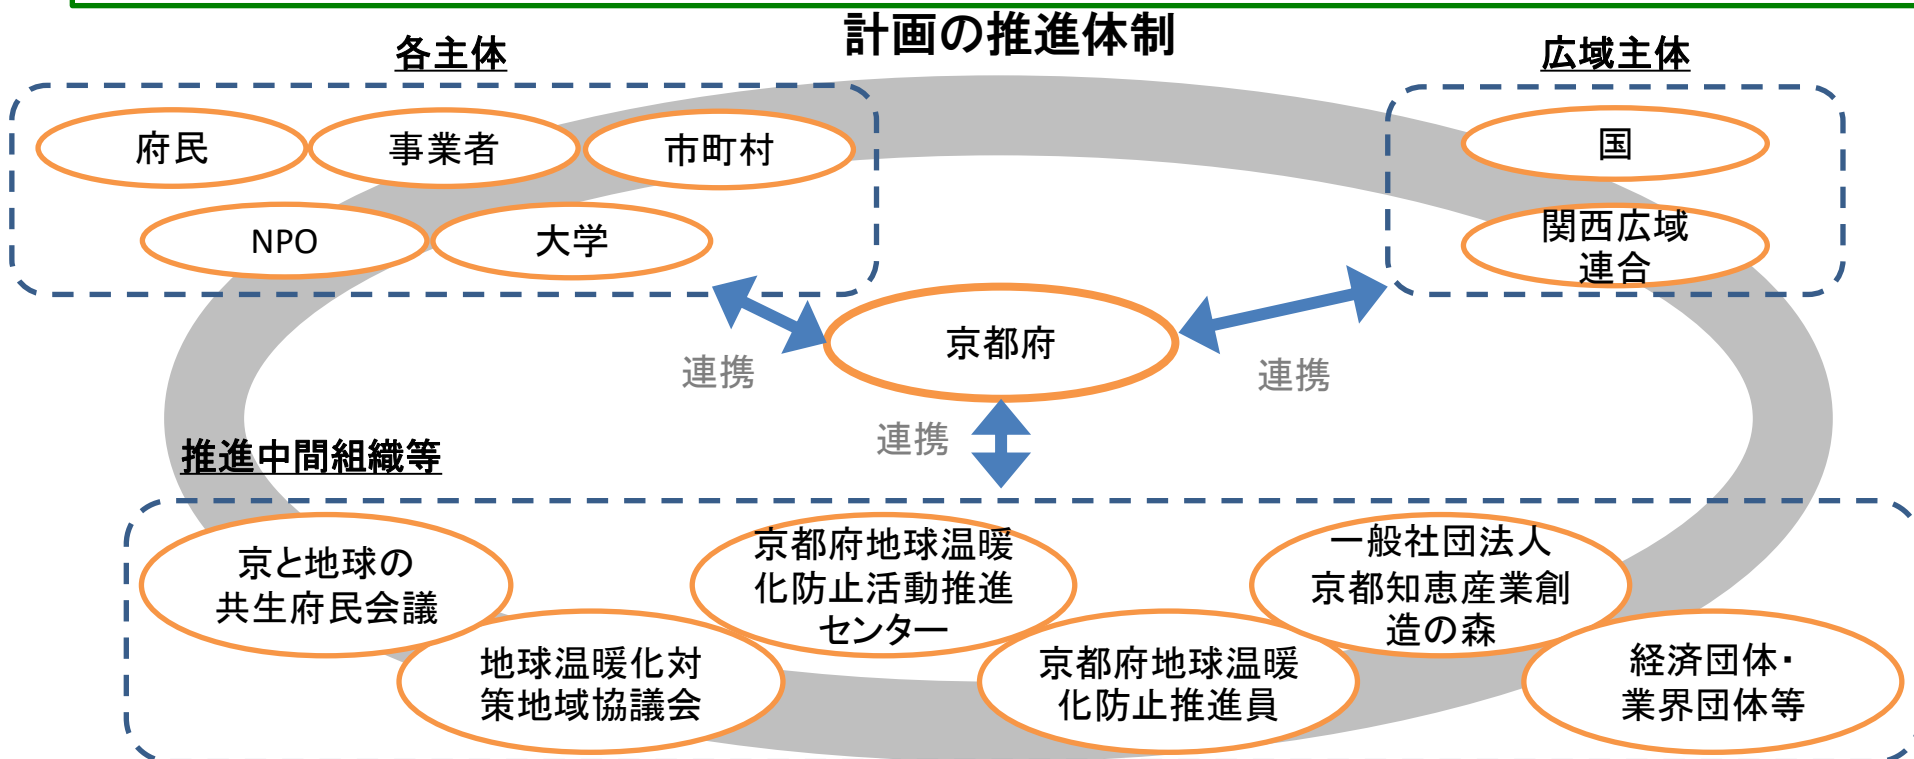 計画の推進体制
各主体
広域主体
府民
事業者
市町村
NPO
大学
国
関西広域
連合
京都府
連携
連携
連携
推進中間組織等
京と地球の
共生府民会議
地球温暖化対
策地域協議会
京都府地球温暖
化防止活動推進
センター
京都府地球温暖
化防止推進員
一般社団法人
京都知恵産業創
造の森
経済団体・
業界団体等